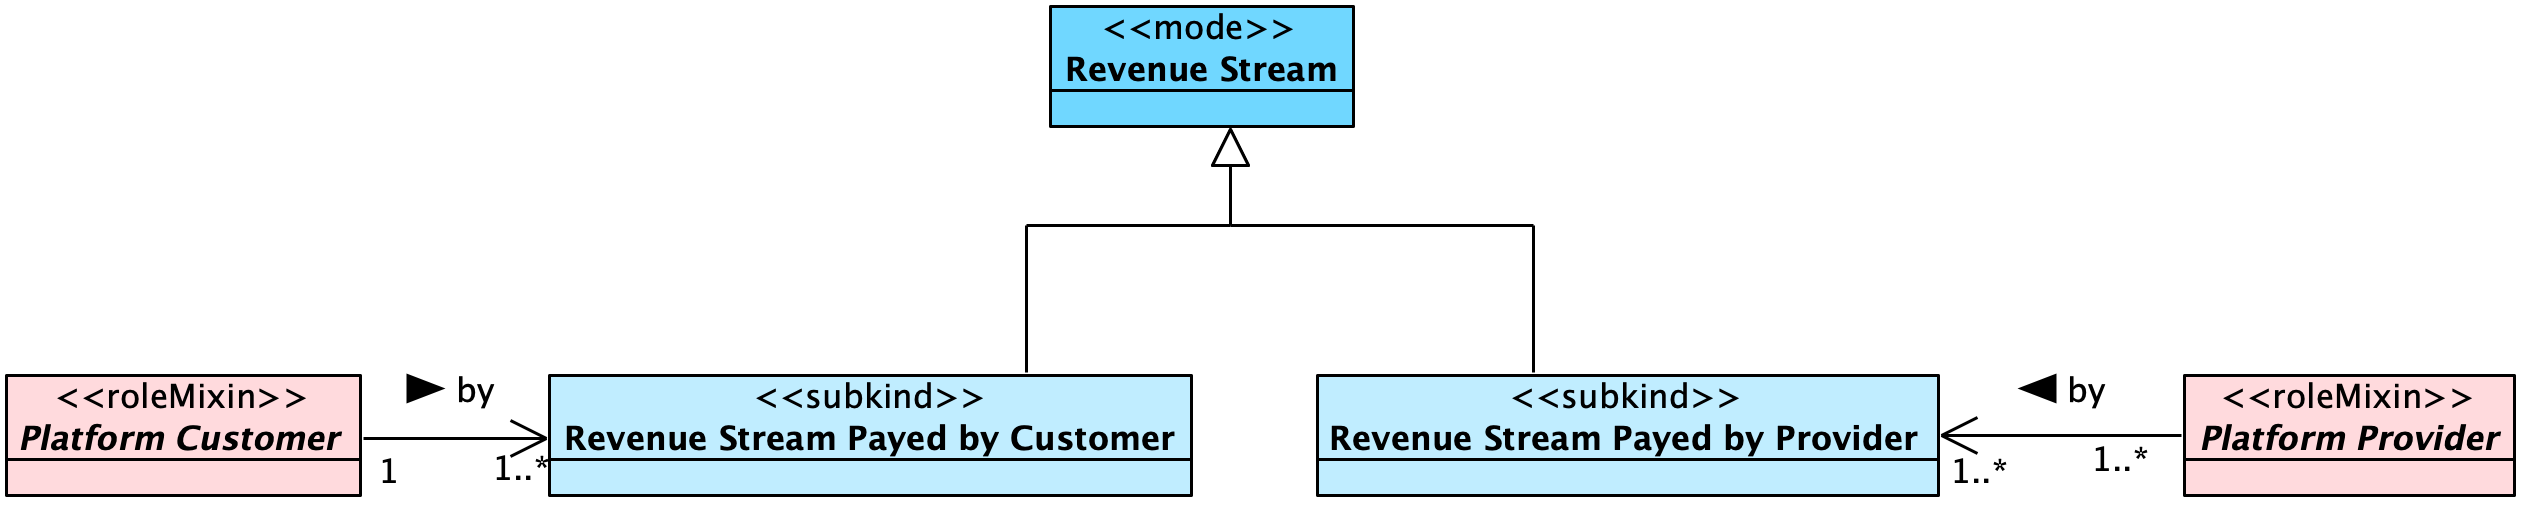 <<mode>>
Revenue Stream
<<roleMixin>>
Platform Customer
by
1
1..*
<<subkind>>
Revenue Stream Payed by Customer
<<subkind>>
Revenue Stream Payed by Provider
by
1..*
1..*
<<roleMixin>>
Platform Provider